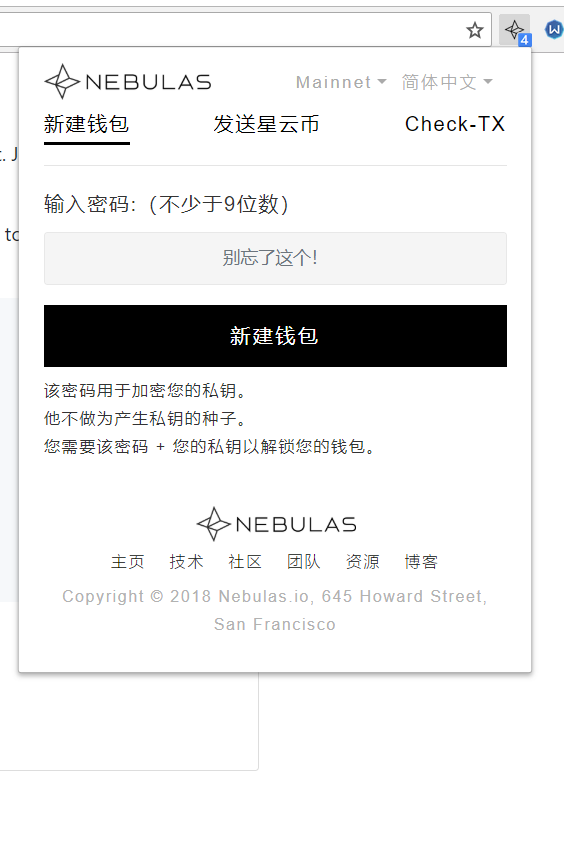 4
NEBULAS
Mainnet 简体中文
新建钱包 发送星云币 Check-TX
. J
输入密码:（不少于9位数）
to
别忘了这个!
新建钱包
该密码用于加密您的私钥。
他不做为产生私钥的种子。
您需要该密码 + 您的私钥以解锁您的钱包。
NEBULAS
主页 技术 社区 团队 资源 博客
Copyright © 2018 Nebulas.io, 645 Howard Street,
San Francisco